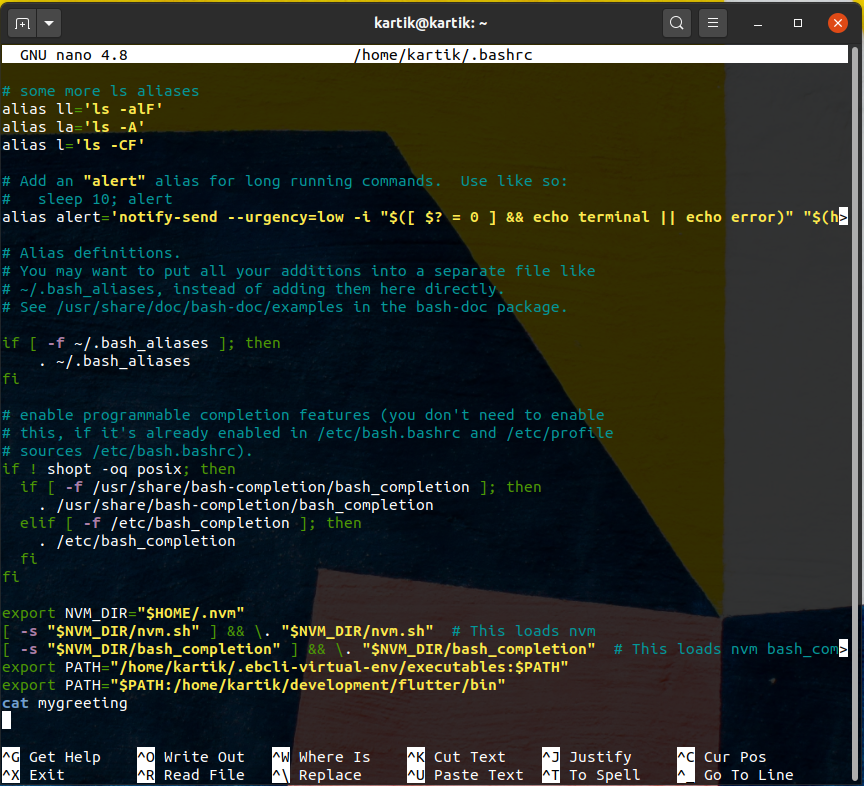 kartik@kartik: ~
GNU nano 4.8 /home/kartik/.bashrc
# some more ls aliases
alias ll='ls -alF'
alias la='ls -A'
alias l='ls -CF'
# Add an "alert" alias for long running commands.  Use like so:
#   sleep 10; alert
alias alert='notify-send --urgency=low -i "$([ $? = 0 ] && echo terminal || echo error)" "$(h>
# Alias definitions.
# You may want to put all your additions into a separate file like
# ~/.bash_aliases, instead of adding them here directly.
# See /usr/share/doc/bash-doc/examples in the bash-doc package.
if [ -f ~/.bash_aliases ]; then
    . ~/.bash_aliases
fi
# enable programmable completion features (you don't need to enable
# this, if it's already enabled in /etc/bash.bashrc and /etc/profile
# sources /etc/bash.bashrc).
if ! shopt -oq posix; then
  if [ -f /usr/share/bash-completion/bash_completion ]; then
    . /usr/share/bash-completion/bash_completion
  elif [ -f /etc/bash_completion ]; then
    . /etc/bash_completion
  fi
fi
export NVM_DIR="$HOME/.nvm"
[ -s "$NVM_DIR/nvm.sh" ] && \. "$NVM_DIR/nvm.sh"  # This loads nvm
[ -s "$NVM_DIR/bash_completion" ] && \. "$NVM_DIR/bash_completion"  # This loads nvm bash_com>
export PATH="/home/kartik/.ebcli-virtual-env/executables:$PATH"
export PATH="$PATH:/home/kartik/development/flutter/bin"
cat mygreeting
^G Get Help ^O Write Out ^W Where Is ^K Cut Text ^J Justify ^C Cur Pos
^X Exit ^R Read File ^\ Replace ^U Paste Text ^T To Spell ^_ Go To Line